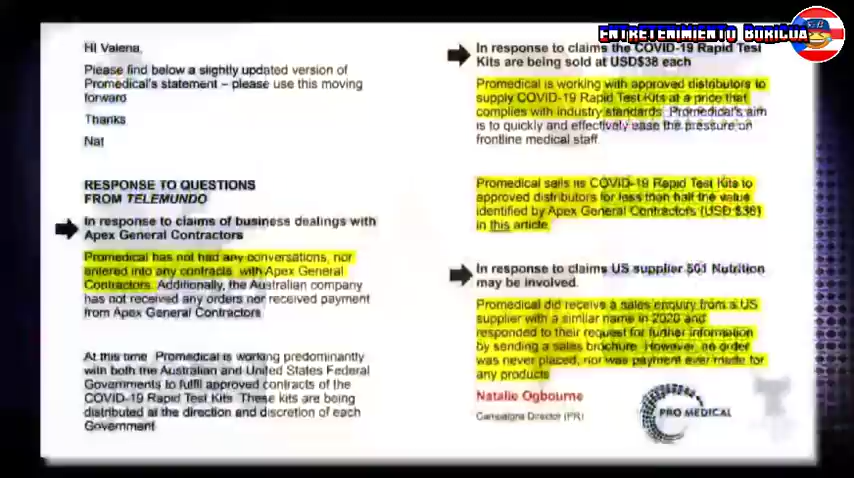 ENTRETENIMIENTO BORICUA
Hi Valena,
Please find below a slightly updated version of
Promedical's statement – please use this moving
forward
Thanks
Nat
RESPONSE TO QUESTIONS
FROM TELEMUNDO
In response to claims of business dealings with
Apex General Contractors
Promedical has not had any conversations, nor
entered into any contracts with Apex General
Contractors. Additionally, the Australian company
has not received any orders nor received payment
from Apex General Contractors
At this time Promedical is working predominantly
with both the Australian and United States Federal
Governments to fulfil approved contracts of the
COVID-19 Rapid Test Kits These kits are being
distributed at the direction and discretion of each
Government
In response to claims the COVID-19 Rapid Test
Kits are being sold at USD$38 each
Promedical is working with approved distributors to
supply COVID-19 Rapid Test Kits at a price that
complies with industry standards. Promedical's aim
is to quickly and effectively ease the pressure on
frontline medical staff.
Promedical sells its COVID-19 Rapid Test Kits to
approved distributors for less than half the value
identified by Apex General Contractors (USD $38)
in this article.
In response to claims US supplier 501 Nutrition
may be involved.
Promedical did receive a sales enquiry from a US
supplier with a similar name in 2020 and
responded to their request for further information
by sending a sales brochure. However, an order
was never placed, nor was payment ever made for
any products
Natalie Ogbourne
Campaigns Director (PR)
PRO MEDICAL